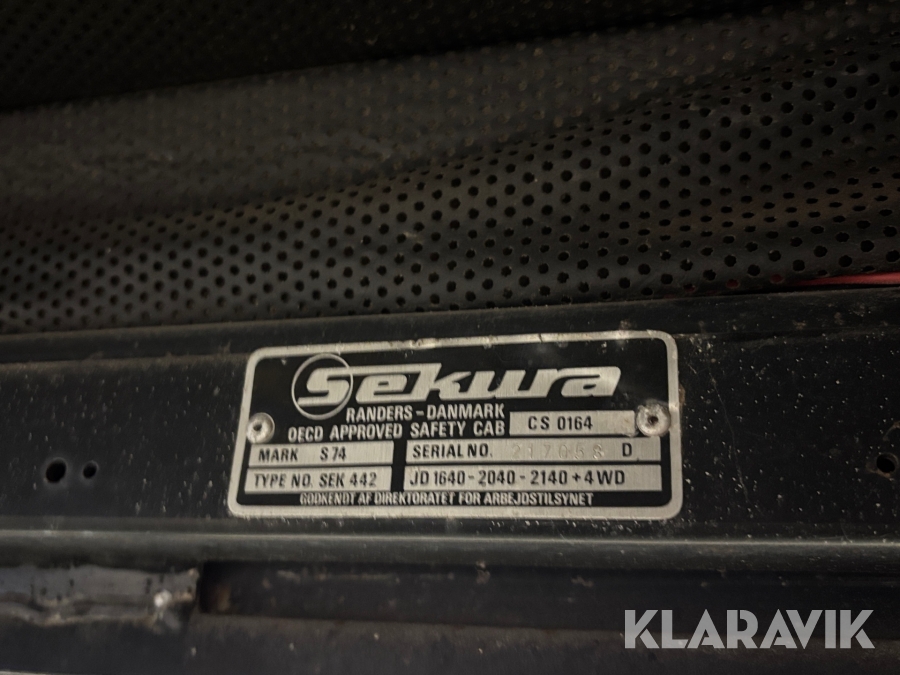 Sekura
RANDERS-DANMARK
OECD APPROVED SAFETY CAB CS 0164
MARK S74 SERIAL NO. D
TYPE NO. SEK 442 JD 1640-2040-2140+4WD
GODKENDT AF DIREKTORATET FOR ARBEJDSTILSYNET
KLARAVIK